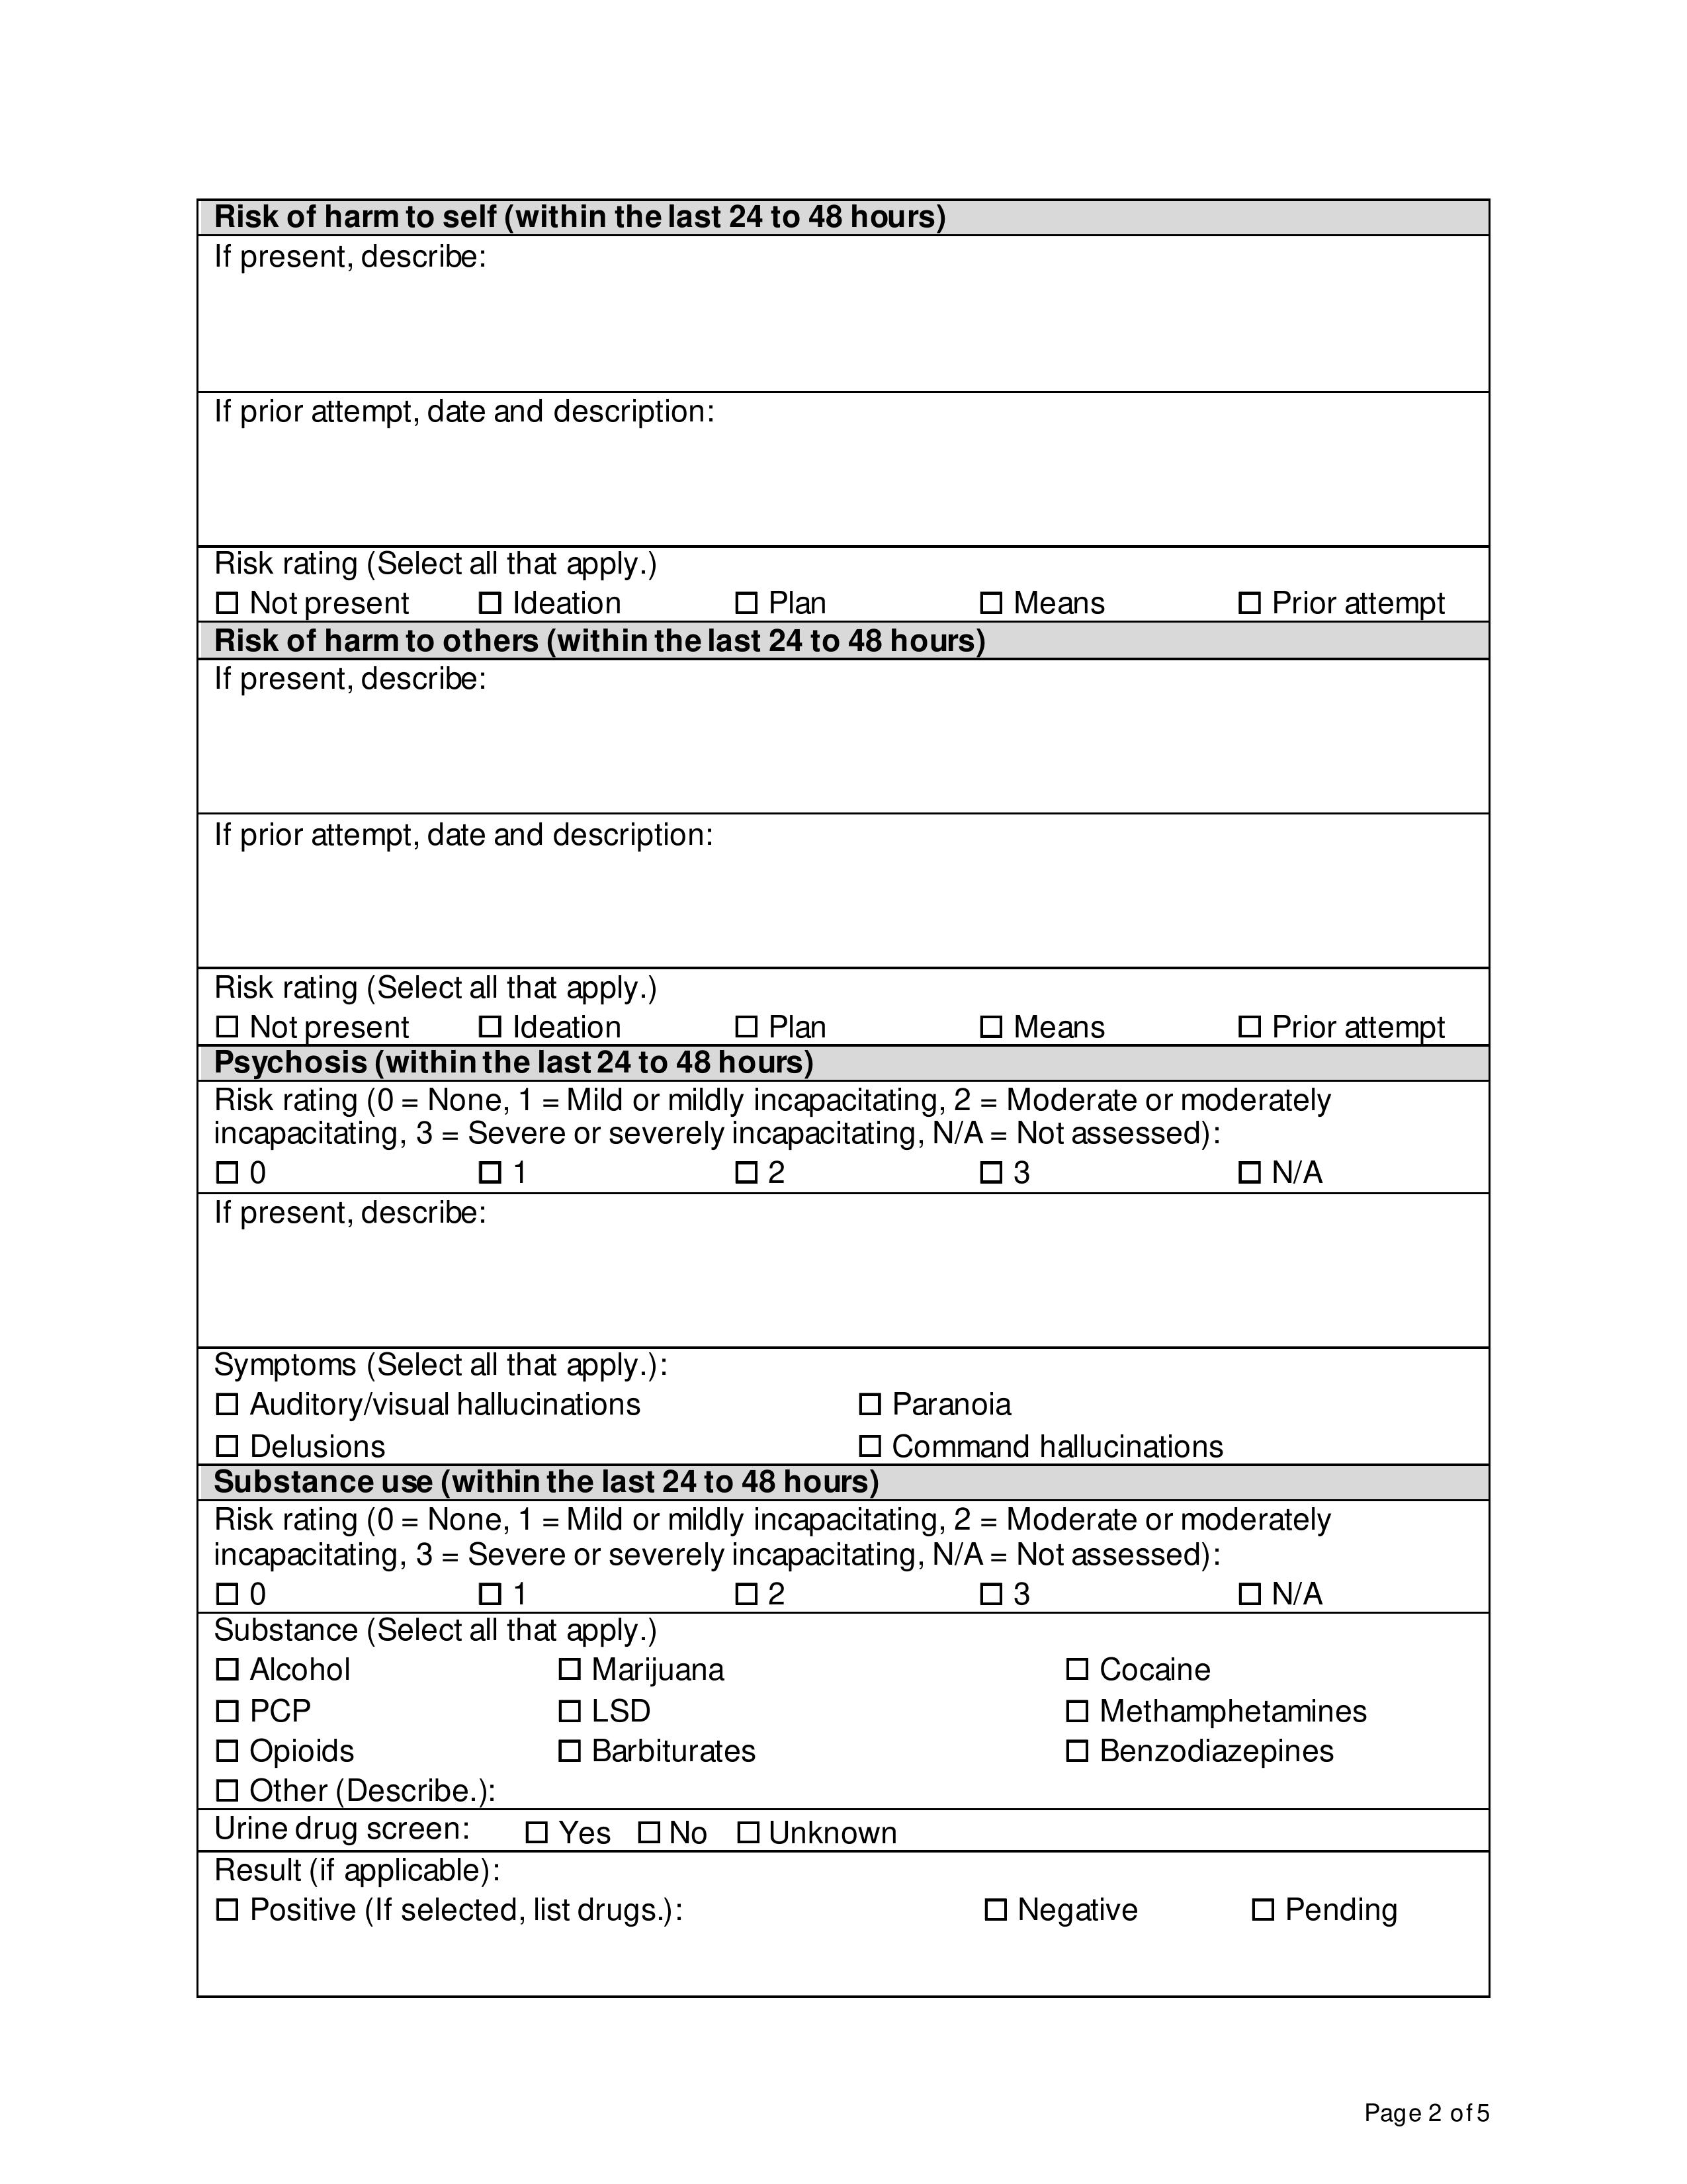 Risk of harm to self (within the last 24 to 48 hours)
If present, describe:
If prior attempt, date and description:
Risk rating (Select all that apply.)
☐ Not present ☐ Ideation ☐ Plan ☐ Means ☐ Prior attempt
Risk of harm to others (within the last 24 to 48 hours)
If present, describe:
If prior attempt, date and description:
Risk rating (Select all that apply.)
☐ Not present ☐ Ideation ☐ Plan ☐ Means ☐ Prior attempt
Psychosis (within the last 24 to 48 hours)
Risk rating (0 = None, 1 = Mild or mildly incapacitating, 2 = Moderate or moderately
incapacitating, 3 = Severe or severely incapacitating, N/A = Not assessed):
☐ 0 ☐ 1 ☐ 2 ☐ 3 ☐ N/A
If present, describe:
Symptoms (Select all that apply.):
☐ Auditory/visual hallucinations ☐ Paranoia
☐ Delusions ☐ Command hallucinations
Substance use (within the last 24 to 48 hours)
Risk rating (0 = None, 1 = Mild or mildly incapacitating, 2 = Moderate or moderately
incapacitating, 3 = Severe or severely incapacitating, N/A = Not assessed):
☐ 0 ☐ 1 ☐ 2 ☐ 3 ☐ N/A
Substance (Select all that apply.)
☐ Alcohol ☐ Marijuana ☐ Cocaine
☐ PCP ☐ LSD ☐ Methamphetamines
☐ Opioids ☐ Barbiturates ☐ Benzodiazepines
☐ Other (Describe.):
Urine drug screen: ☐ Yes ☐ No ☐ Unknown
Result (if applicable):
☐ Positive (If selected, list drugs.): ☐ Negative ☐ Pending
Page 2 of 5